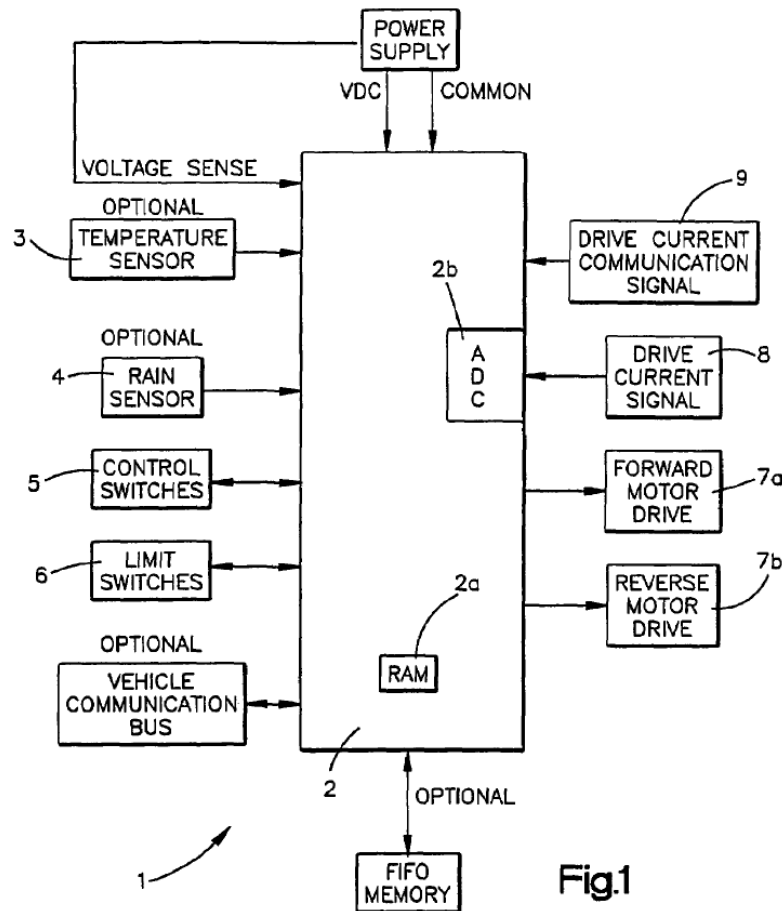 POWER
SUPPLY
VDC
COMMON
VOLTAGE SENSE
OPTIONAL
3
TEMPERATURE
SENSOR
9
DRIVE CURRENT
COMMUNICATION
SIGNAL
2b
OPTIONAL
4
RAIN
SENSOR
A
D
C
DRIVE
CURRENT
SIGNAL
8
5
CONTROL
SWITCHES
FORWARD
MOTOR
DRIVE
7a
6
LIMIT
SWITCHES
2a
REVERSE
MOTOR
DRIVE
7b
OPTIONAL
VEHICLE
COMMUNICATION
BUS
RAM
2
OPTIONAL
1
FIFO
MEMORY
Fig.1